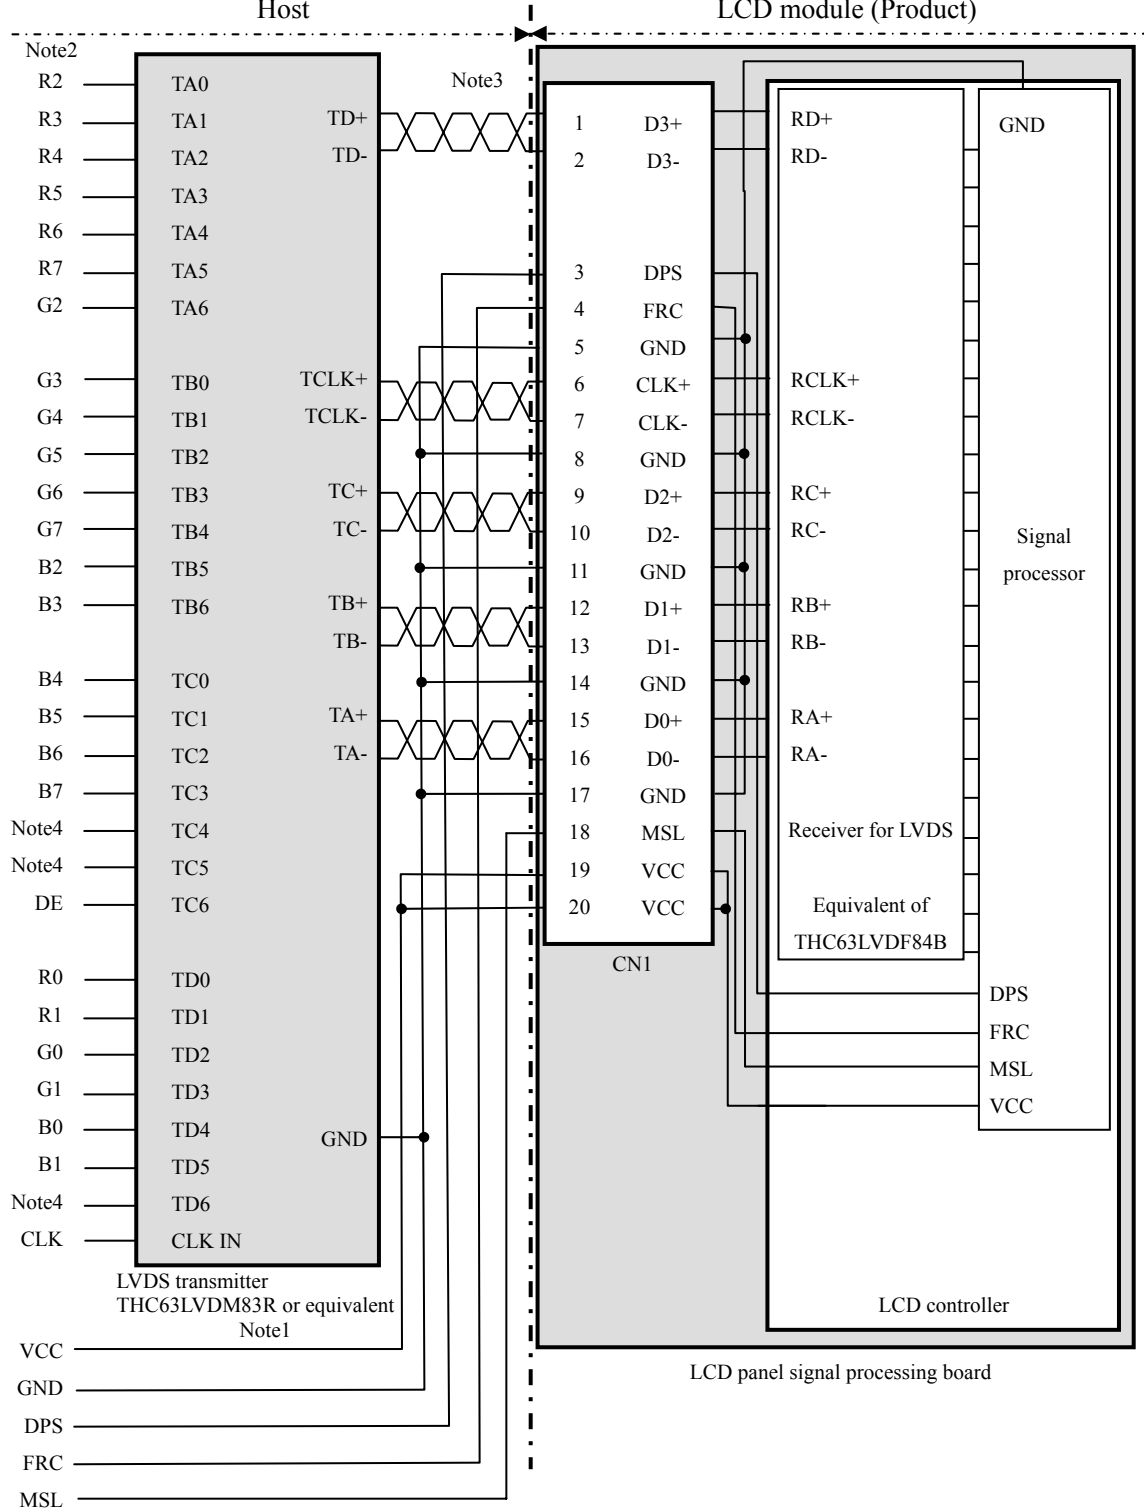 Host
LCD module (Product)
Note2
Note3
R2 TA0
R3 TA1 TD+ 1 D3+ RD+ GND
R4 TA2 TD- 2 D3- RD-
R5 TA3
R6 TA4
R7 TA5 3 DPS
G2 TA6 4 FRC
5 GND
G3 TB0 TCLK+ 6 CLK+ RCLK+
G4 TB1 TCLK- 7 CLK- RCLK-
G5 TB2 8 GND
G6 TB3 TC+ 9 D2+ RC+
G7 TB4 TC- 10 D2- RC- Signal
B2 TB5 11 GND processor
B3 TB6 TB+ 12 D1+ RB+
TB- 13 D1- RB-
B4 TC0 14 GND
B5 TC1 TA+ 15 D0+ RA+
B6 TC2 TA- 16 D0- RA-
B7 TC3 17 GND
Note4 TC4 18 MSL Receiver for LVDS
Note4 TC5 19 VCC
DE TC6 20 VCC Equivalent of
THC63LVDF84B
CN1
R0 TD0 DPS
R1 TD1 FRC
G0 TD2 MSL
G1 TD3 VCC
B0 TD4 GND
B1 TD5
Note4 TD6
CLK CLK IN
LVDS transmitter
THC63LVDM83R or equivalent
Note1
LCD controller
LCD panel signal processing board
VCC
GND
DPS
FRC
MSL